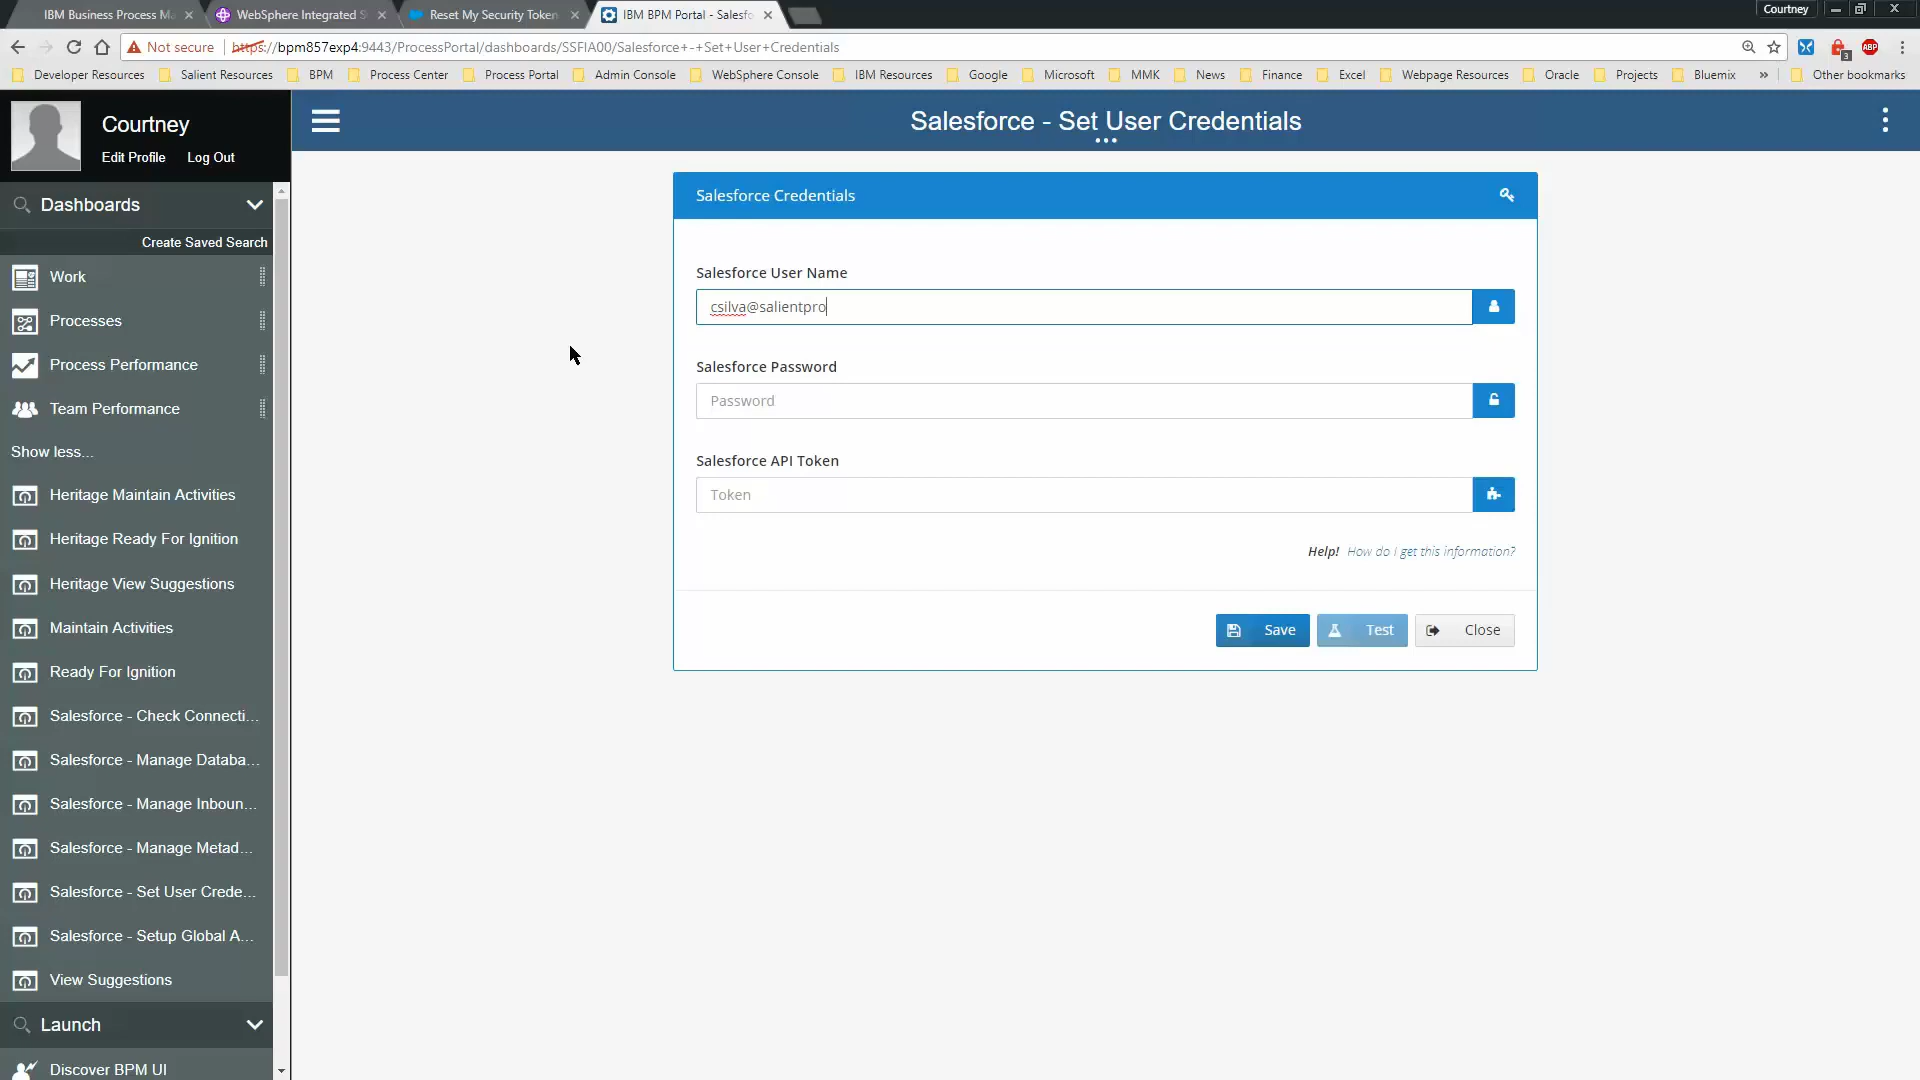 IBM Business Process Ma
WebSphere Integrated S
Reset My Security Token
IBM BPM Portal - Salesfo
Courtney
Not secure
https://bpm857exp4:9443/ProcessPortal/dashboards/SSFIA00/Salesforce+-+Set+User+Credentials
3
ABP
Developer Resources
Salient Resources
BPM
Process Center
Process Portal
Admin Console
WebSphere Console
IBM Resources
Google
Microsoft
MMK
News
Finance
Excel
Webpage Resources
Oracle
Projects
Bluemix
»
Other bookmarks
Courtney
Edit Profile
Log Out
Salesforce - Set User Credentials
Dashboards
Create Saved Search
Work
Processes
Process Performance
Team Performance
Show less...
Heritage Maintain Activities
Heritage Ready For Ignition
Heritage View Suggestions
Maintain Activities
Ready For Ignition
Salesforce - Check Connecti...
Salesforce - Manage Databa...
Salesforce - Manage Inboun...
Salesforce - Manage Metad...
Salesforce - Set User Crede...
Salesforce - Setup Global A...
View Suggestions
Launch
Discover BPM UI
Salesforce Credentials
Salesforce User Name
csilva@salientpro
Salesforce Password
Password
Salesforce API Token
Token
Help! How do I get this information?
Save
Test
Close